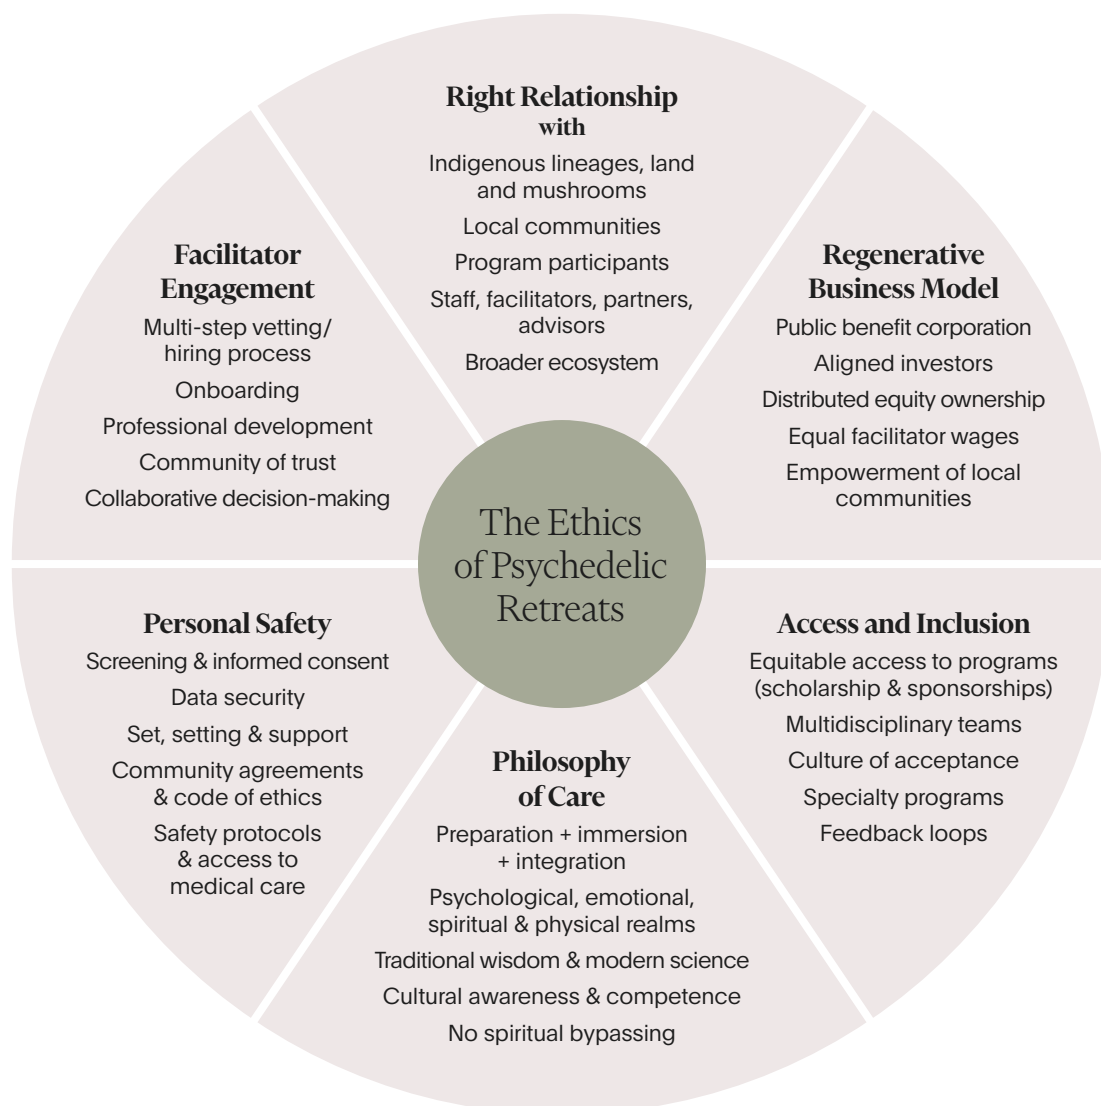 Right Relationship
with
Indigenous lineages, land
and mushrooms
Local communities
Program participants
Staff, facilitators, partners,
advisors
Broader ecosystem
Regenerative
Business Model
Public benefit corporation
Aligned investors
Distributed equity ownership
Equal facilitator wages
Empowerment of local
communities
Access and Inclusion
Equitable access to programs
(scholarship & sponsorships)
Multidisciplinary teams
Culture of acceptance
Specialty programs
Feedback loops
Philosophy
of Care
Preparation + immersion
+ integration
Psychological, emotional,
spiritual & physical realms
Traditional wisdom & modern science
Cultural awareness & competence
No spiritual bypassing
Personal Safety
Screening & informed consent
Data security
Set, setting & support
Community agreements
& code of ethics
Safety protocols
& access to
medical care
Facilitator
Engagement
Multi-step vetting/
hiring process
Onboarding
Professional development
Community of trust
Collaborative decision-making
The Ethics
of Psychedelic
Retreats